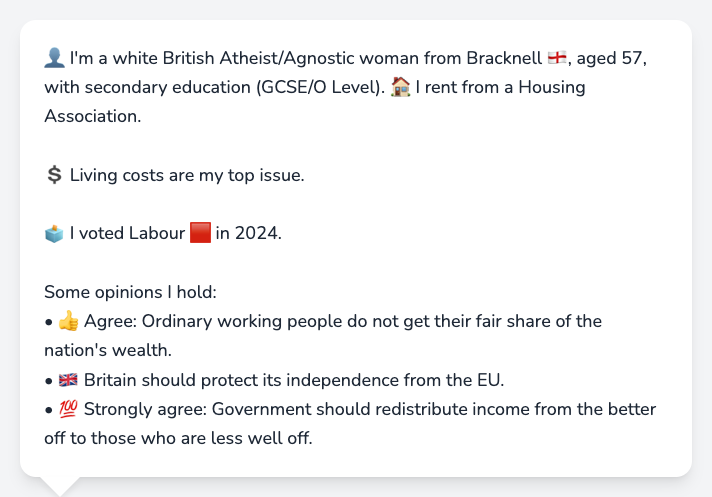 👤 I'm a white British Atheist/Agnostic woman from Bracknell 🏴󠁧󠁢󠁥󠁮󠁧󠁿, aged 57,
with secondary education (GCSE/O Level). 🏠 I rent from a Housing
Association.
💲 Living costs are my top issue.
🗳️ I voted Labour 🟥 in 2024.
Some opinions I hold:
• 👍 Agree: Ordinary working people do not get their fair share of the
nation's wealth.
• 🇬🇧 Britain should protect its independence from the EU.
• 💯 Strongly agree: Government should redistribute income from the better
off to those who are less well off.